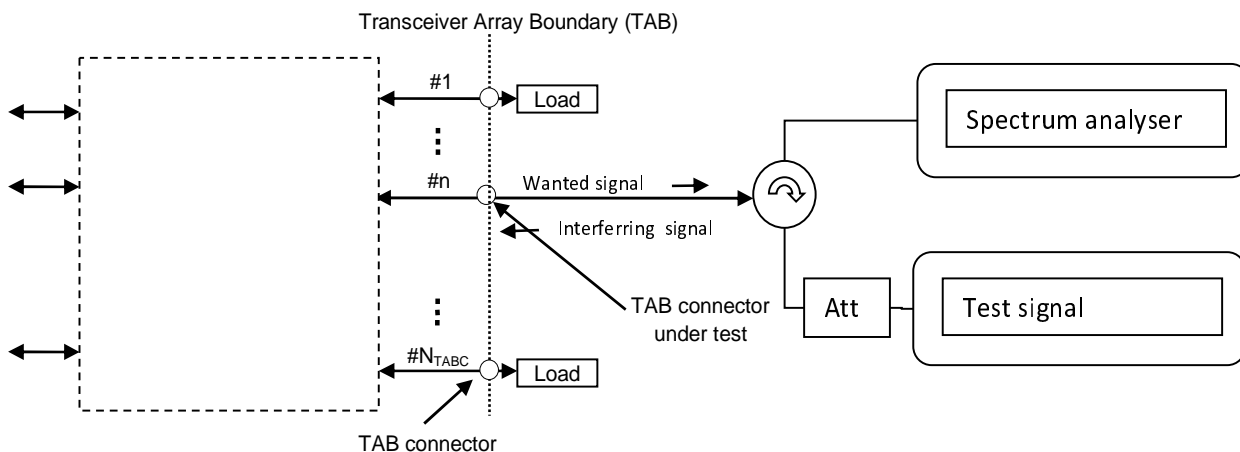 Transceiver Array Boundary (TAB)
#1
Load
Spectrum analyser
#n
Wanted signal
Interferring signal
TAB connector
under test
Att
Test signal
#NTABC
Load
TAB connector